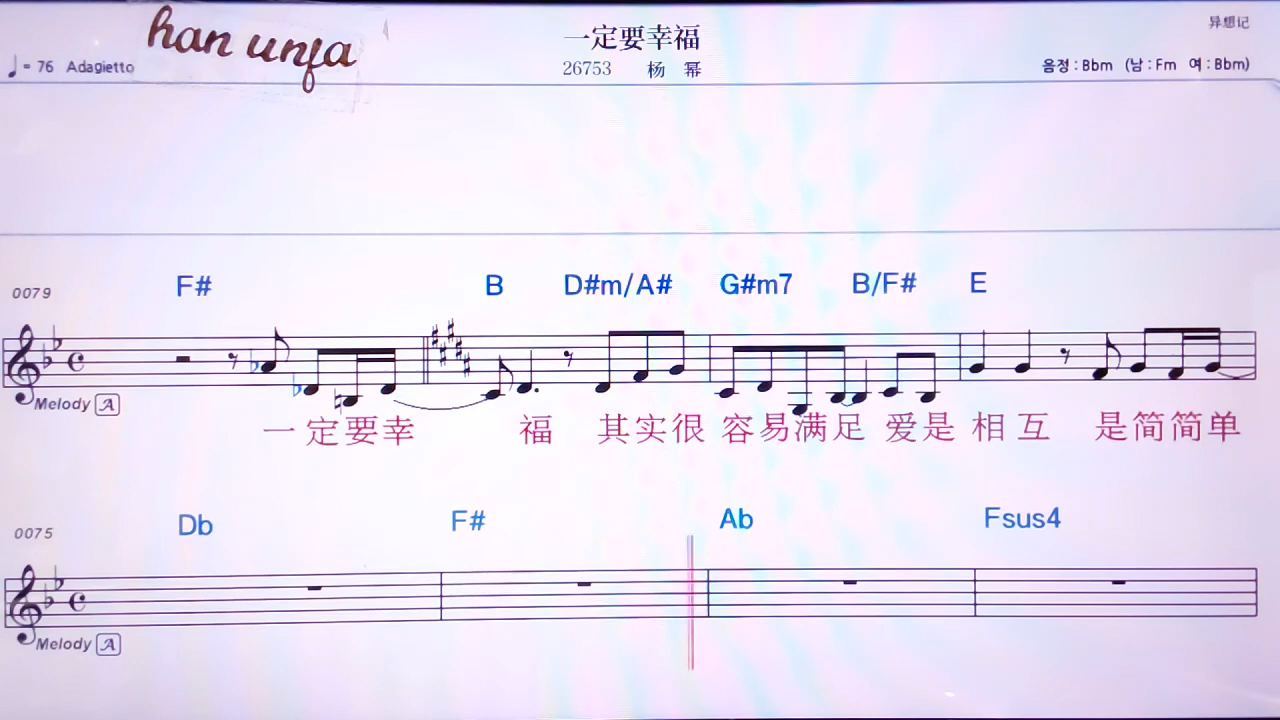 han unfa
一定要幸福
异想记
♩= 76 Adagietto
26753 杨 幂
음정 : Bbm (남 : Fm 여 : Bbm)
F# B D#m/A# G#m7 B/F# E
0079
Melody A
一 定 要 幸 福 其 实 很 容 易 满 足 爱 是 相 互 是 简 简 单
Db F# Ab Fsus4
0075
Melody A